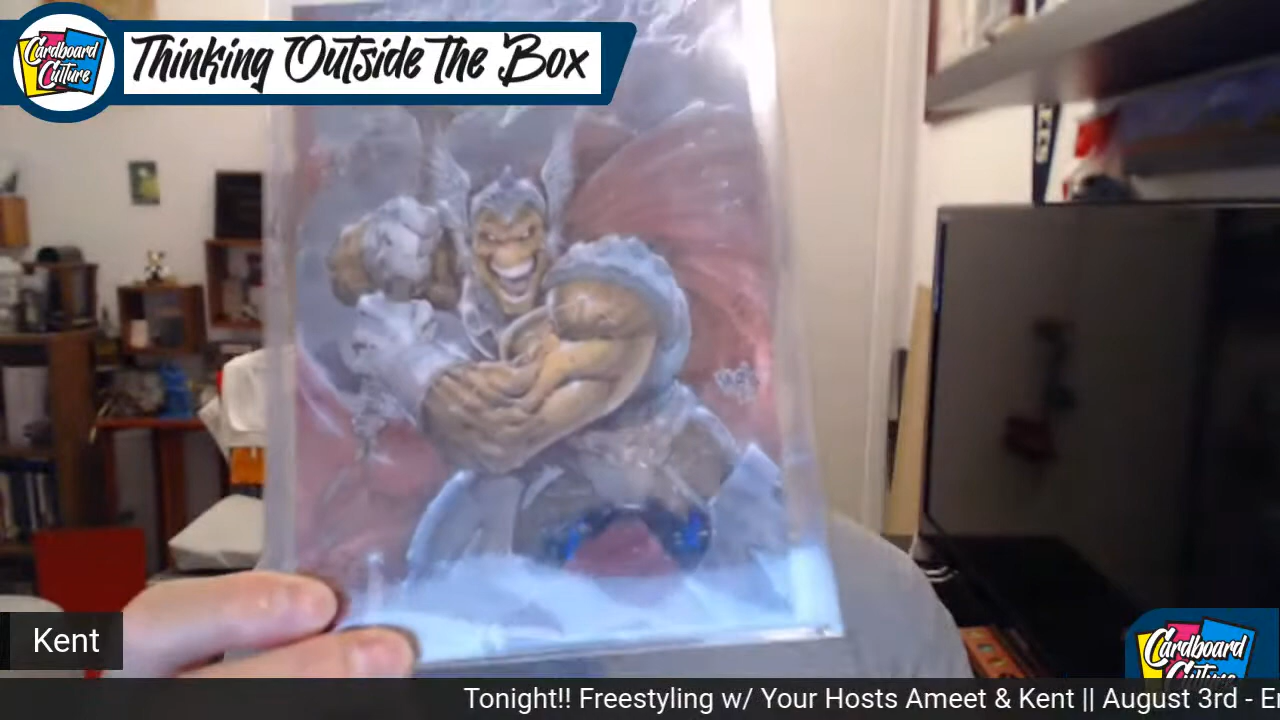 Cardboard
Culture
Thinking Outside The Box
Kent
Cardboard
Culture
Tonight!! Freestyling w/ Your Hosts Ameet & Kent || August 3rd - E